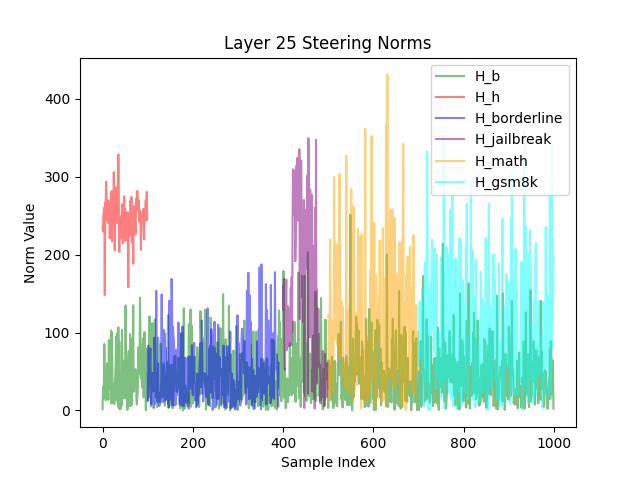 Layer 25 Steering Norms
H_b
H_h
H_borderline
H_jailbreak
H_math
H_gsm8k
Norm Value
400
300
200
100
0
0
200
400
600
800
1000
Sample Index